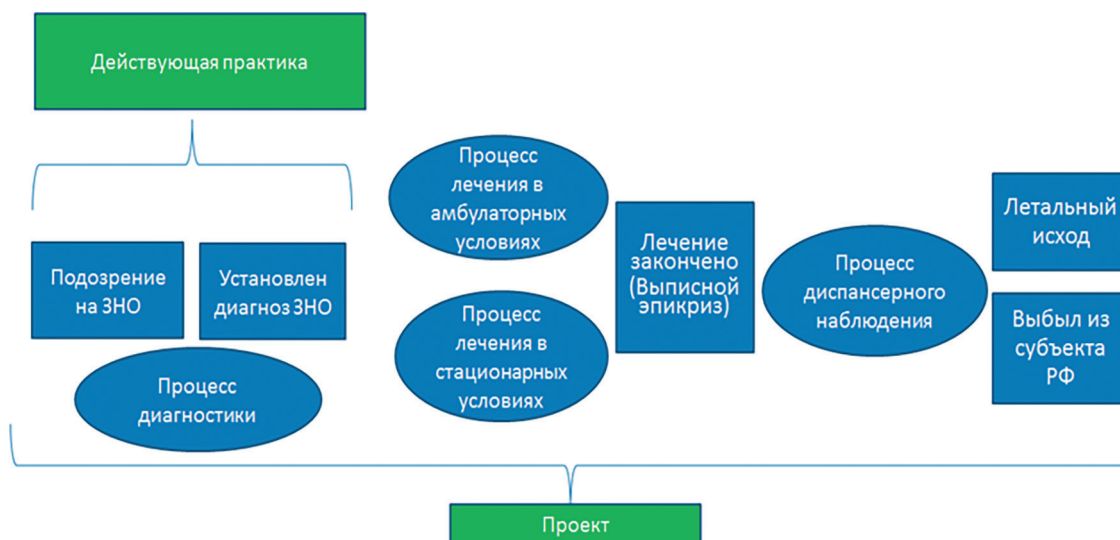 Действующая практика
Подозрение
на ЗНО
Установлен
диагноз ЗНО
Процесс
диагностики
Процесс
лечения в
амбулаторных
условиях
Процесс
лечения в
стационарных
условиях
Лечение
закончено
(Выписной
эпикриз)
Процесс
диспансерного
наблюдения
Летальный
исход
Выбыл из
субъекта
РФ
Проект